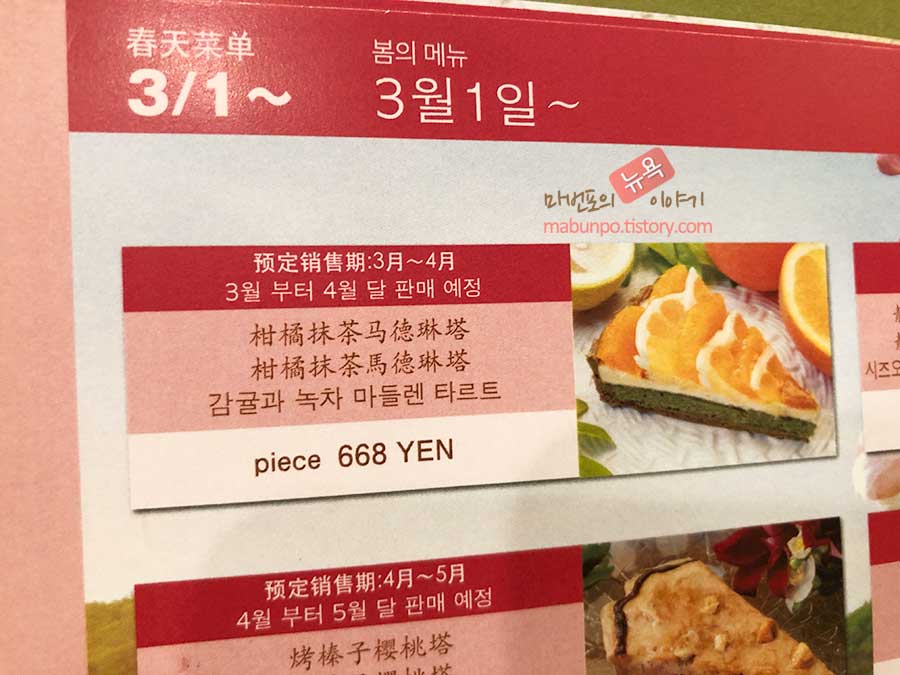 春天菜单
3/1~
봄의 메뉴
3월1일~
마번포의 뉴욕 이야기
mabunpo.tistory.com
预定销售期:3月~4月
3월 부터 4월 달 판매 예정
柑橘抹茶马德琳塔
柑橘抹茶馬德琳塔
감귤과 녹차 마들렌 타르트
piece 668 YEN
시즈오
预定销售期:4月~5月
4월 부터 5월 달 판매 예정
烤榛子樱桃塔